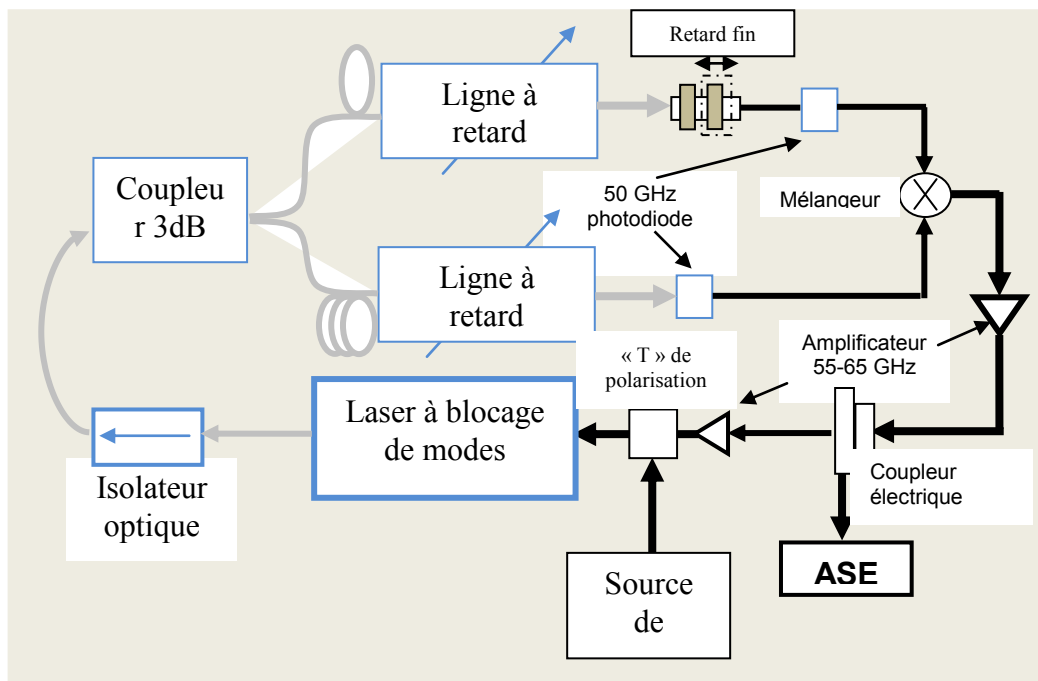 Retard fin
Ligne à
retard
Coupleu
r 3dB
50 GHz
photodiode
Mélangeur
Ligne à
retard
Amplificateur
55-65 GHz
« T » de
polarisation
Laser à blocage
de modes
Coupleur
électrique
Isolateur
optique
ASE
Source
de